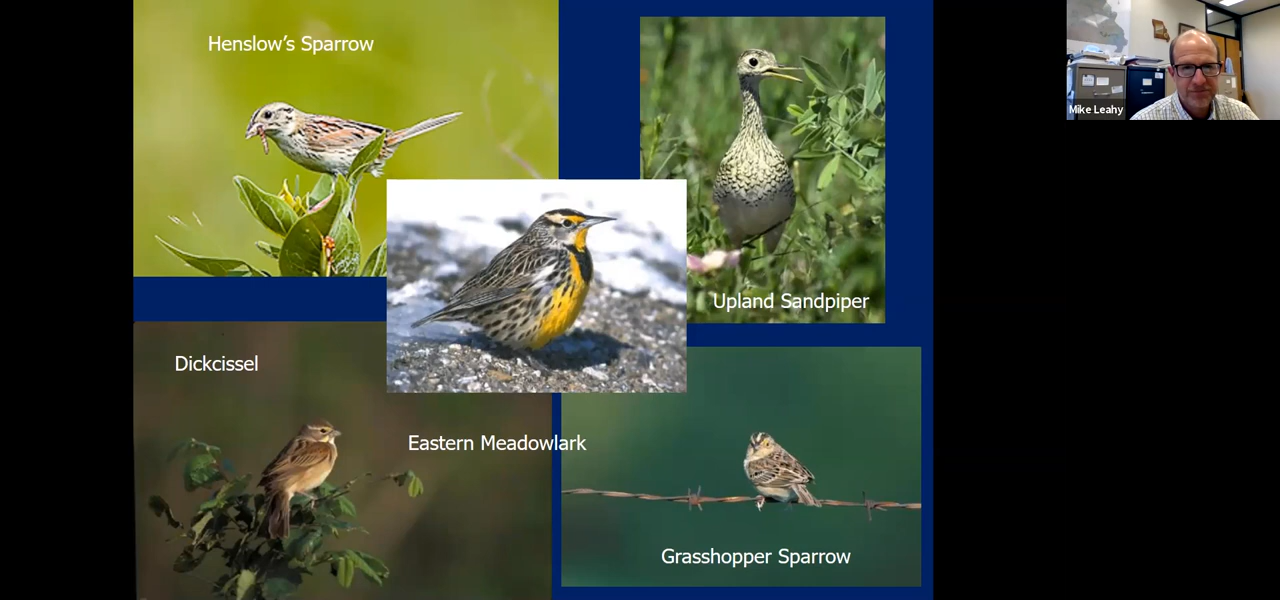 Henslow's Sparrow
Mike Leahy
Upland Sandpiper
Dickcissel
Eastern Meadowlark
Grasshopper Sparrow